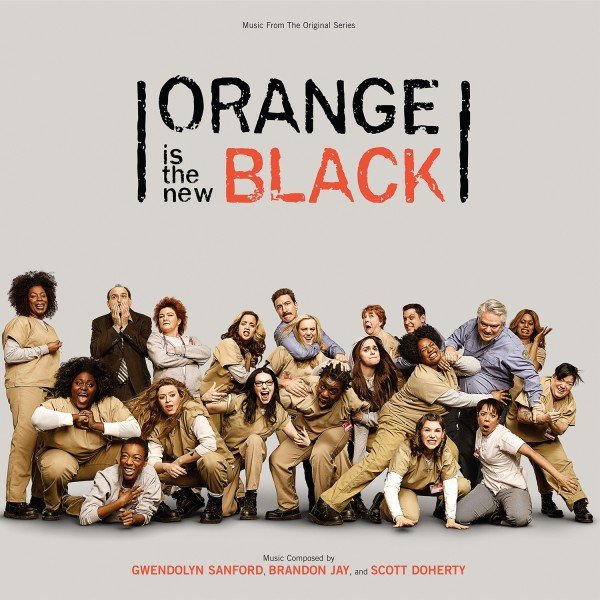 Music From The Original Series
ORANGE
is the new BLACK
Music Composed by
GWENDOLYN SANFORD, BRANDON JAY, and SCOTT DOHERTY